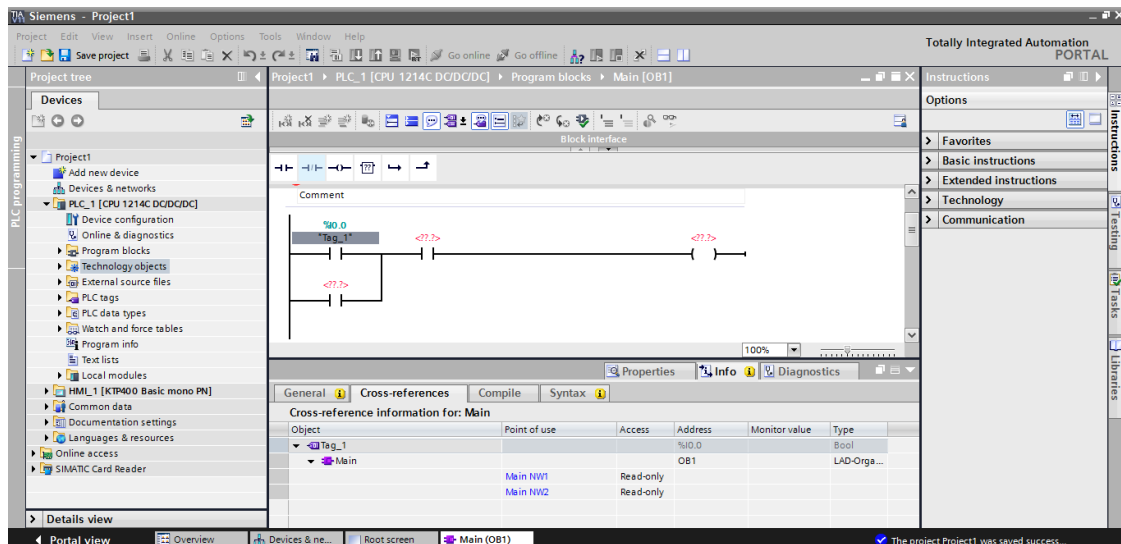 Siemens - Project1
Project Edit View Insert Online Options Tools Window Help
Save project Go online Go offline
Totally Integrated Automation
PORTAL
Project tree
Project1 PLC_1 [CPU 1214C DC/DC/DC] Program blocks Main [OB1]
Instructions
Devices
Options
Block interface
PLC programming
Project1
Add new device
Devices & networks
PLC_1 [CPU 1214C DC/DC/DC]
Device configuration
Online & diagnostics
Program blocks
Technology objects
External source files
PLC tags
PLC data types
Watch and force tables
Program info
Text lists
Local modules
HMI_1 [KTP400 Basic mono PN]
Common data
Documentation settings
Languages & resources
Online access
SIMATIC Card Reader
Details view
Comment
%I0.0
"Tag_1" <??.?> <??.?>
<??.?>
100%
Properties Info Diagnostics
General Cross-references Compile Syntax
Cross-reference information for: Main
Object Point of use Access Address Monitor value Type
Tag_1 %I0.0 Bool
Main OB1 LAD-Orga...
Main NW1 Read-only
Main NW2 Read-only
Favorites
Basic instructions
Extended instructions
Technology
Communication
Instructions
Testing
Tasks
Libraries
Portal view Overview Devices & ne... Root screen Main (OB1)
The project Project1 was saved success...